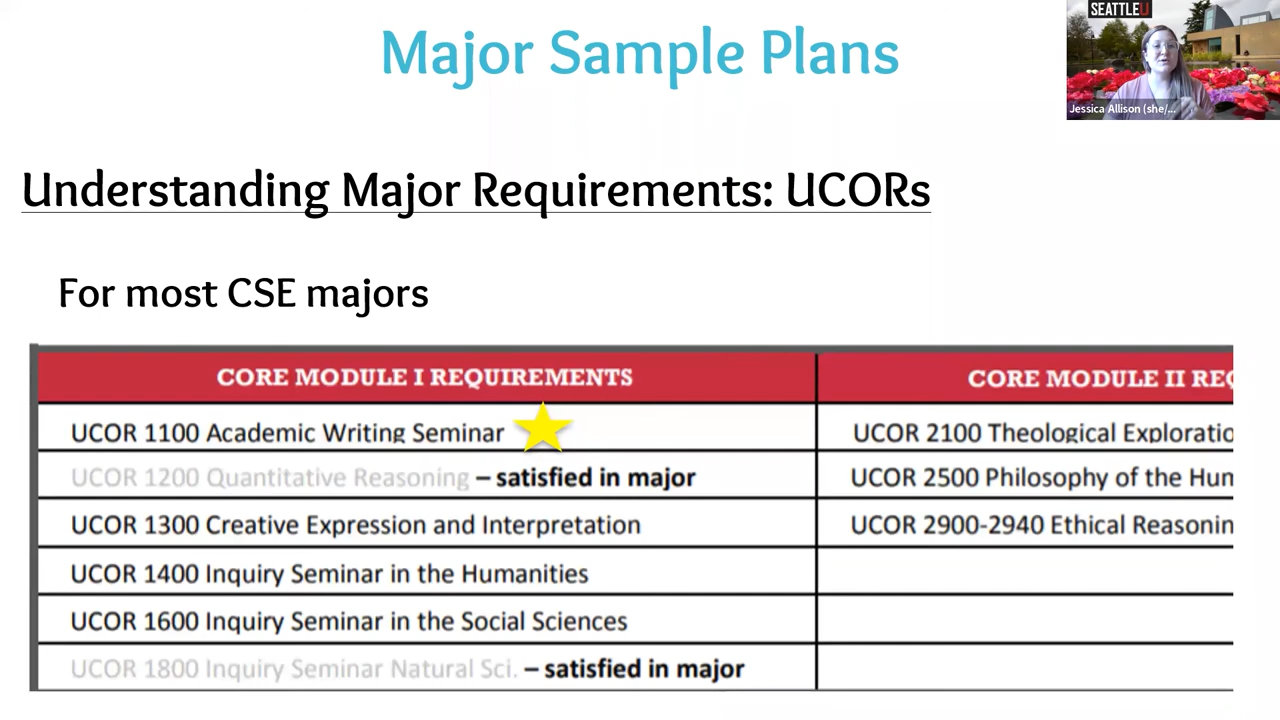 Major Sample Plans
SEATTLEU
Jessica Allison (she/...
Understanding Major Requirements: UCORs
For most CSE majors
CORE MODULE I REQUIREMENTS
CORE MODULE II REQ
UCOR 1100 Academic Writing Seminar
UCOR 2100 Theological Exploratio
UCOR 1200 Quantitative Reasoning – satisfied in major
UCOR 2500 Philosophy of the Hum
UCOR 1300 Creative Expression and Interpretation
UCOR 2900-2940 Ethical Reasonin
UCOR 1400 Inquiry Seminar in the Humanities
UCOR 1600 Inquiry Seminar in the Social Sciences
UCOR 1800 Inquiry Seminar Natural Sci. – satisfied in major